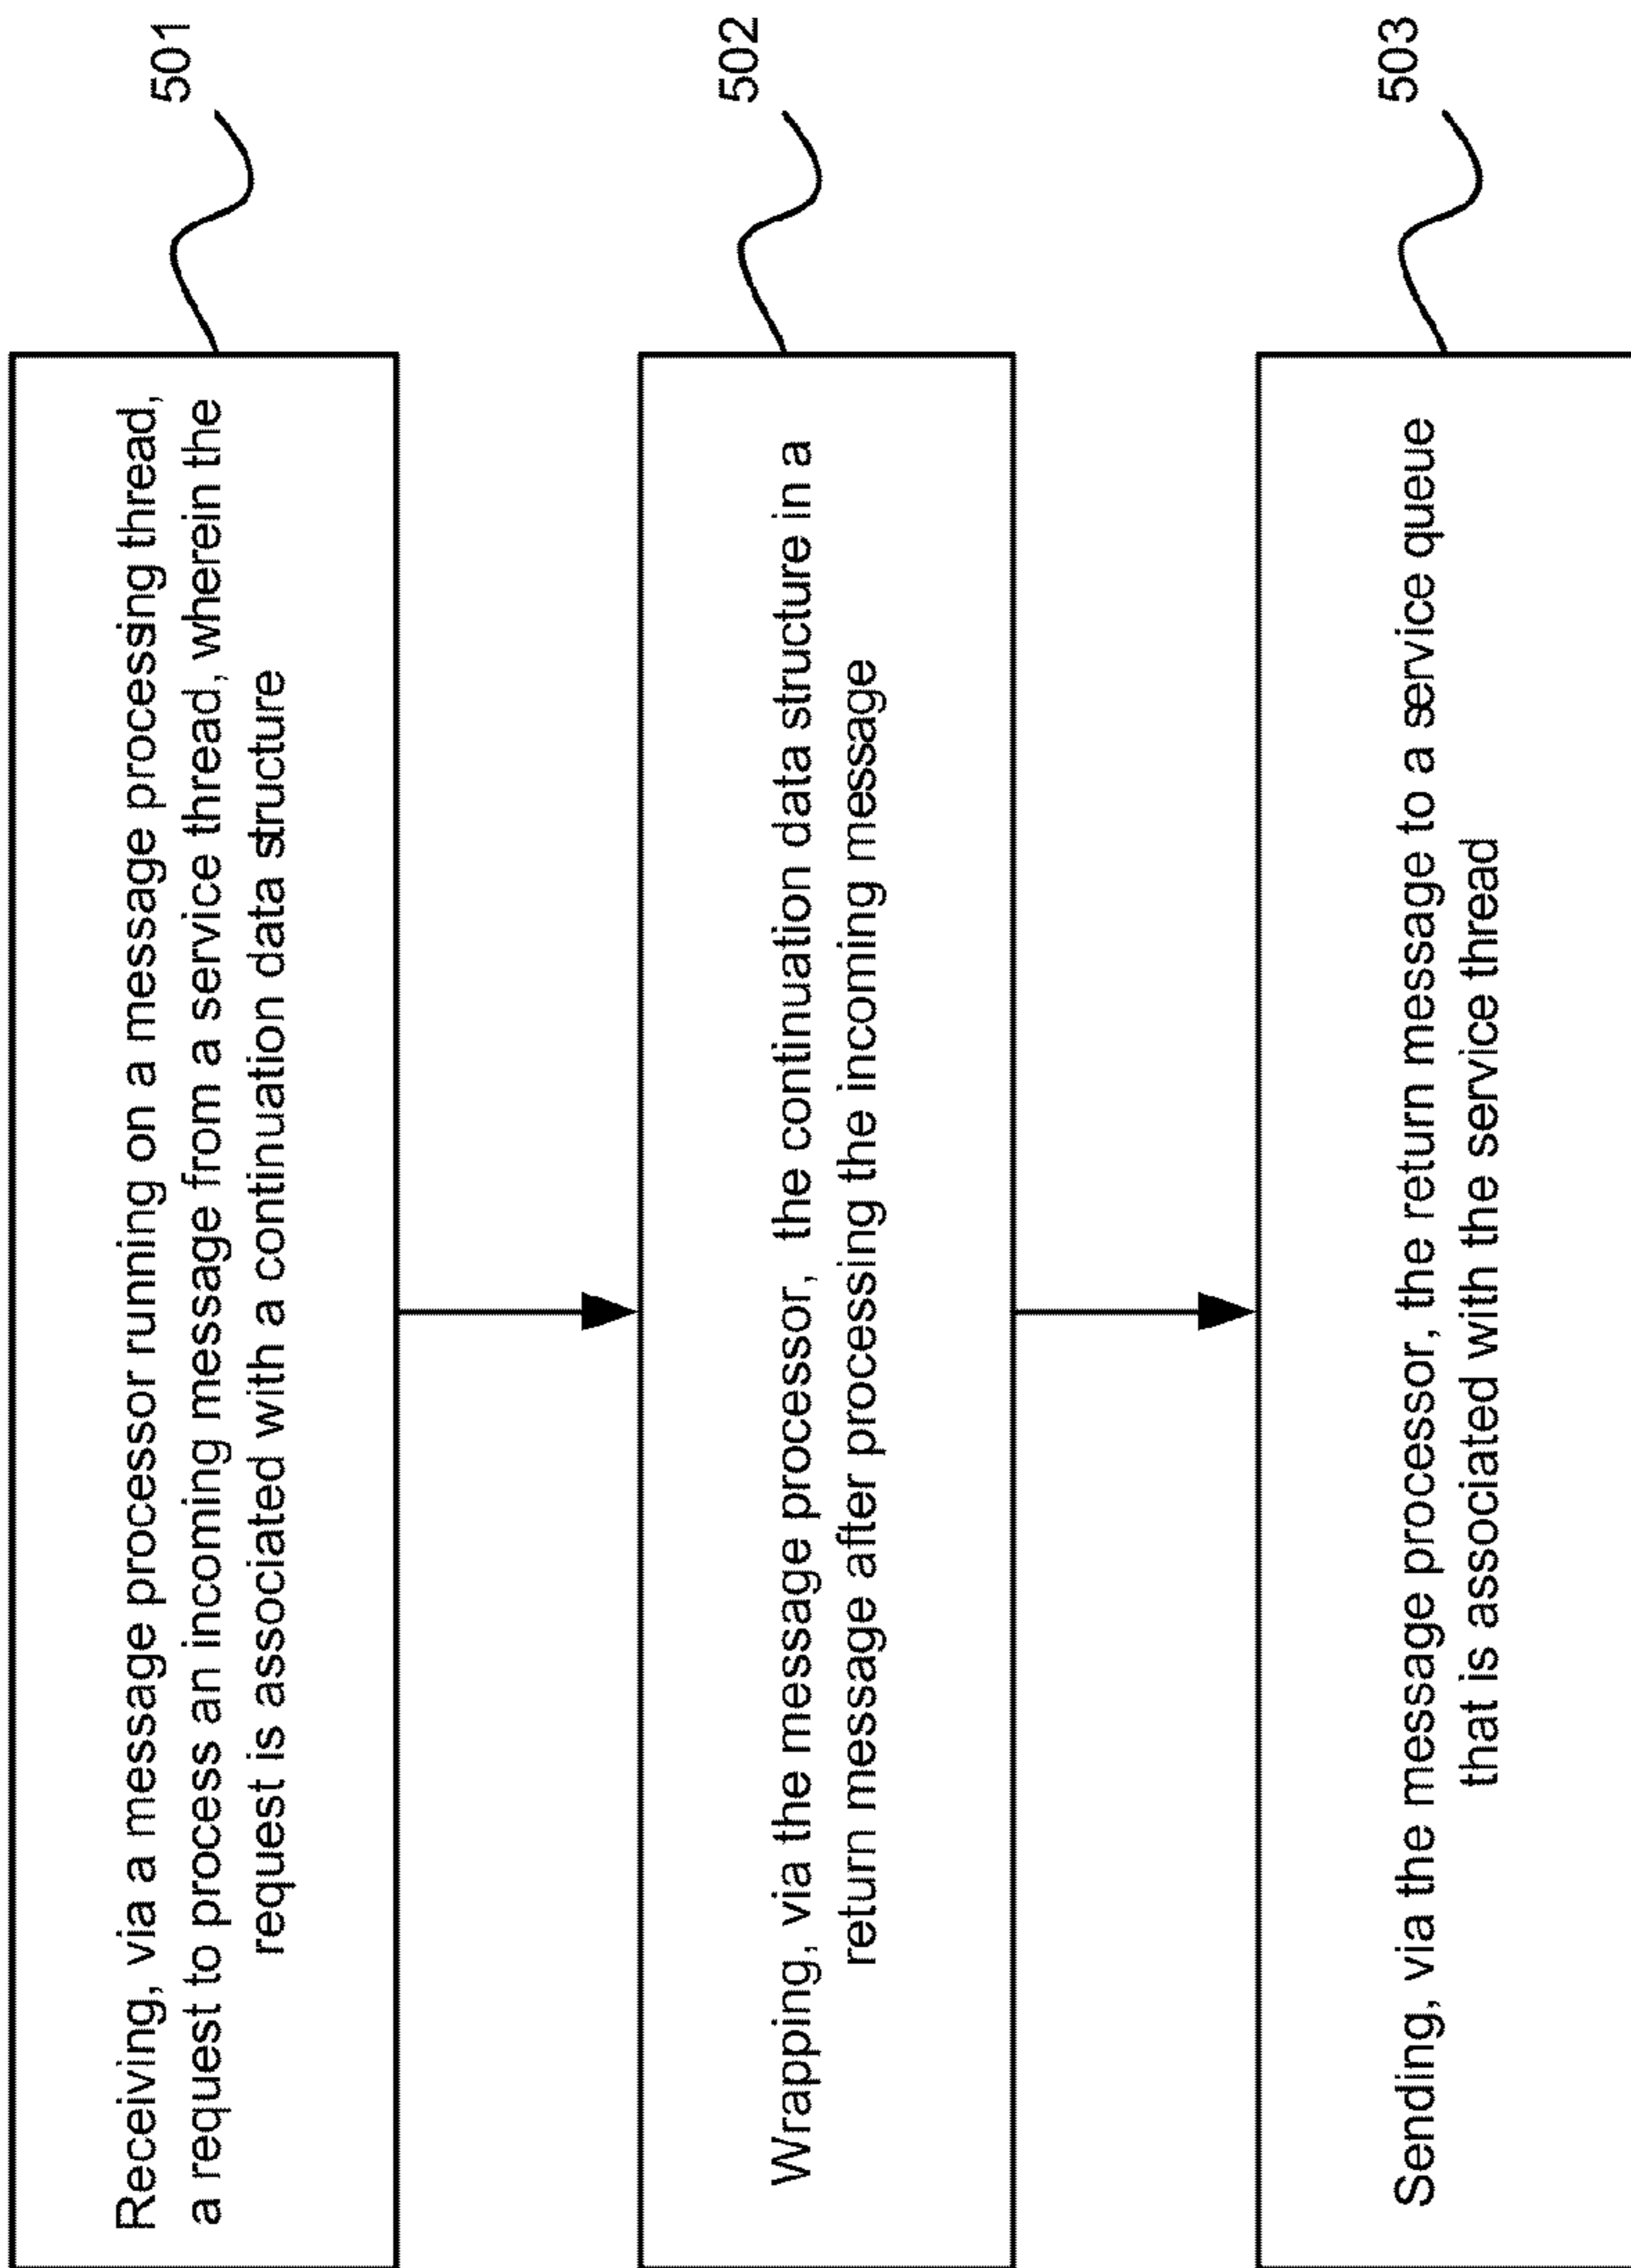 Receiving, via a message processor running on a message processing thread,
a request to process an incoming message from a service thread, wherein the
request is associated with a continuation data structure
501
Wrapping, via the message processor, the continuation data structure in a
return message after processing the incoming message
502
Sending, via the message processor, the return message to a service queue
that is associated with the service thread
503